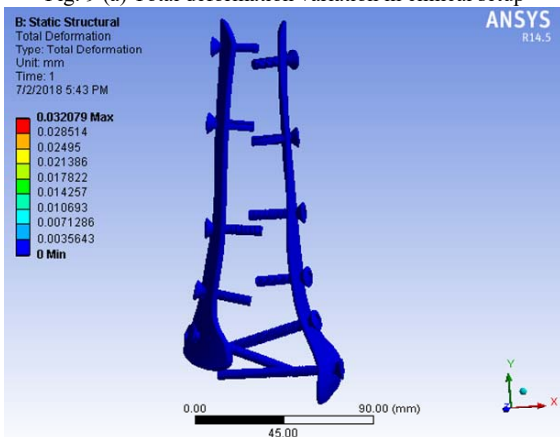 Fig. 9 (a) Total deformation variation in clinical setup
B: Static Structural
Total Deformation
Type: Total Deformation
Unit: mm
Time: 1
7/2/2018 5:43 PM
ANSYS
R14.5
0.032079 Max
0.028514
0.02495
0.021386
0.017822
0.014257
0.010693
0.0071286
0.0035643
0 Min
Y
X
0.00
90.00 (mm)
45.00